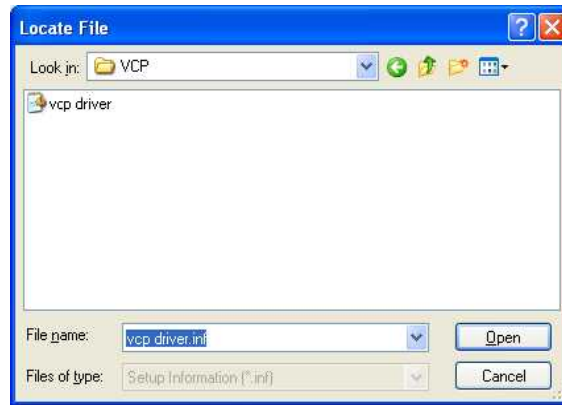 Locate File
Look in: VCP
vcp driver
File name: vcp driver.inf Open
Files of type: Setup Information (*.inf) Cancel